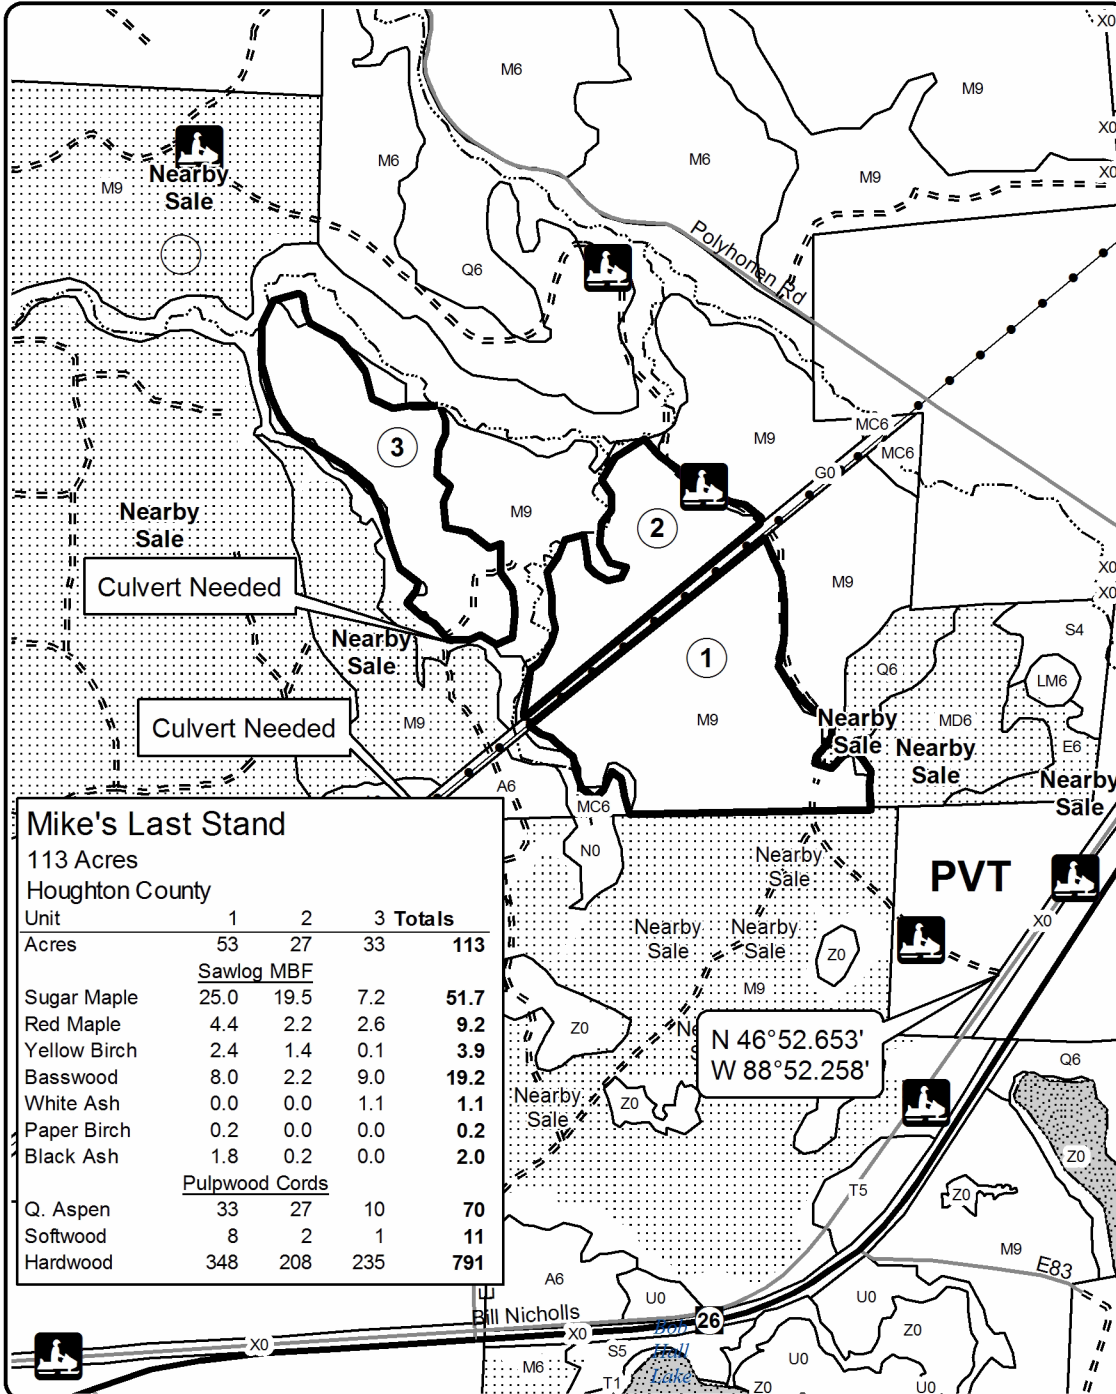 X0
M6
M9
X0
M6
M6
X0
M9
M9
Nearby
Sale
Polyhonen Rd
Q6
MC6
M9
MC6
3
G0
M9
2
Nearby
Sale
X0
M9
Culvert Needed
X0
S4
Nearby
Sale
1
Q6
LM6
M9
M9
MD6
Nearby
Sale
Nearby
Sale
E6
Culvert Needed
Nearby
Sale
A6
MC6
Mike's Last Stand
113 Acres
Houghton County
Unit 1 2 3 Totals
Acres 53 27 33 113
Sawlog MBF
Sugar Maple 25.0 19.5 7.2 51.7
Red Maple 4.4 2.2 2.6 9.2
Yellow Birch 2.4 1.4 0.1 3.9
Basswood 8.0 2.2 9.0 19.2
White Ash 0.0 0.0 1.1 1.1
Paper Birch 0.2 0.0 0.0 0.2
Black Ash 1.8 0.2 0.0 2.0
Pulpwood Cords
Q. Aspen 33 27 10 70
Softwood 8 2 1 11
Hardwood 348 208 235 791
N0
Nearby
Sale
PVT
Nearby
Sale
Nearby
Sale
Z0
X0
M9
Z0
N 46°52.653'
W 88°52.258'
Q6
Nearby
Sale
Z0
Z0
T5
Z0
M9
E83
A6
U0
U0
Bill Nicholls
26
X0
X0
Z0
Bob
Hall
Lake
S5
U0
M6
T1
Z0
U0